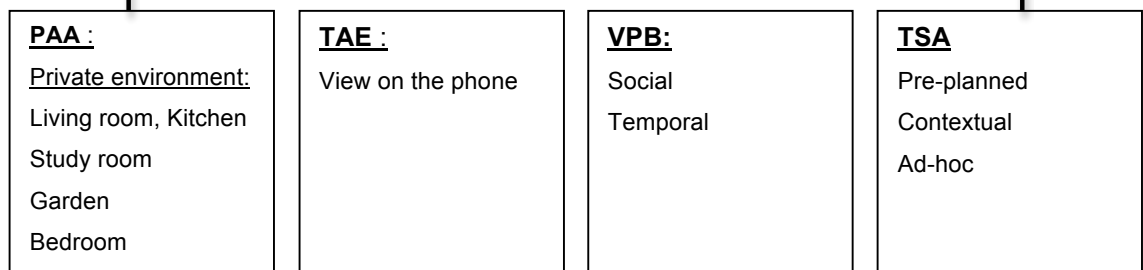 PAA :
Private environment:
Living room, Kitchen
Study room
Garden
Bedroom
TAE :
View on the phone
VPB:
Social
Temporal
TSA
Pre-planned
Contextual
Ad-hoc